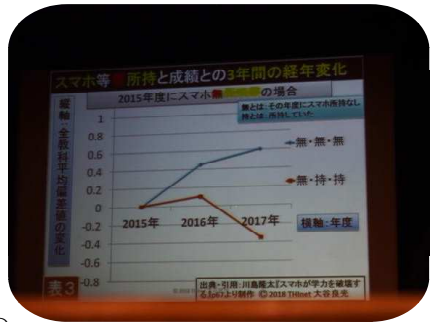 スマホ等 所持と成績との3年間の経年変化
2015年度にスマホ無 の場合
無とは：その年度にスマホ所持なし
持とは：所持していた
縦軸：全教科平均偏差値の変化
1
0.8
0.6
0.4
0.2
0
-0.2
-0.4
-0.6
-0.8
2015年
2016年
2017年
無・無・無
無・持・持
横軸：年度
表3
出典・引用：川島隆太『スマホが学力を破壊す
る』p67より制作 ©2018 THInet 大谷良光